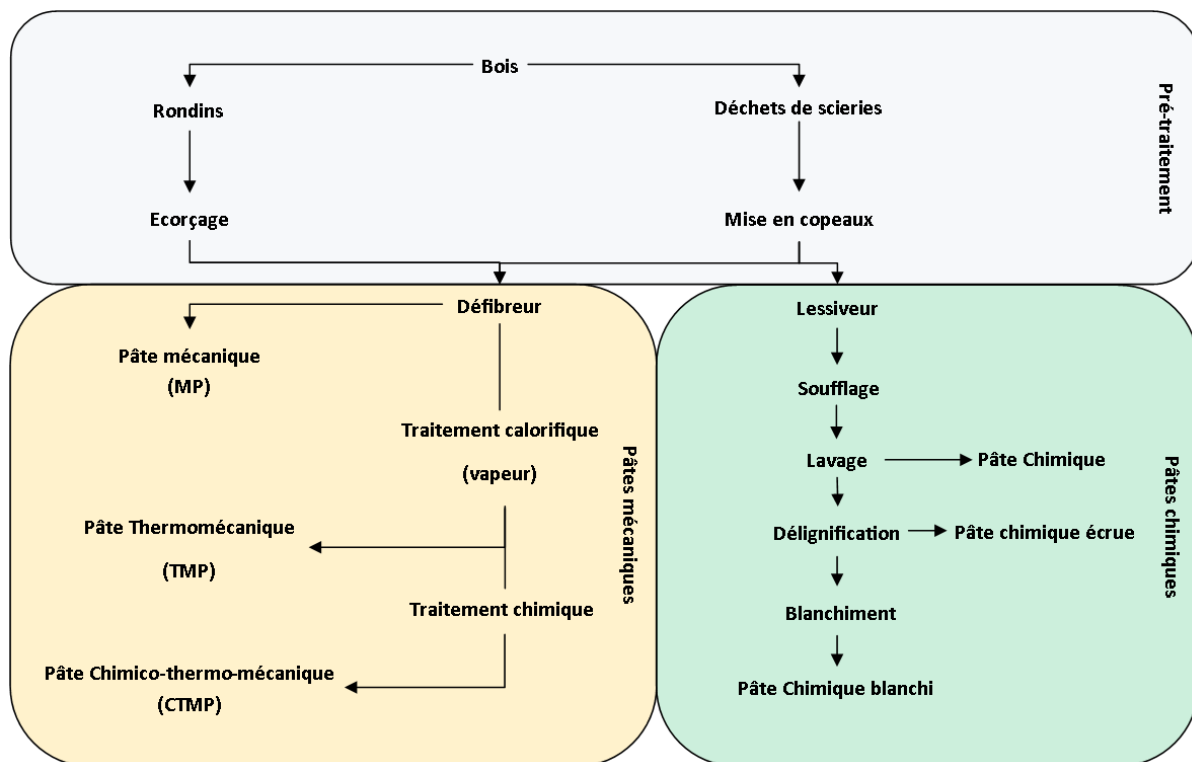 Bois
Rondins
Déchets de scieries
Pré-traitement
Ecorçage
Mise en copeaux
Défibreur
Pâte mécanique
(MP)
Traitement calorifique
(vapeur)
Pâte Thermomécanique
(TMP)
Traitement chimique
Pâte Chimico-thermo-mécanique
(CTMP)
Pâtes mécaniques
Lessiveur
Soufflage
Lavage
Pâte Chimique
Délignification
Pâte chimique écrue
Blanchiment
Pâte Chimique blanchi
Pâtes chimiques